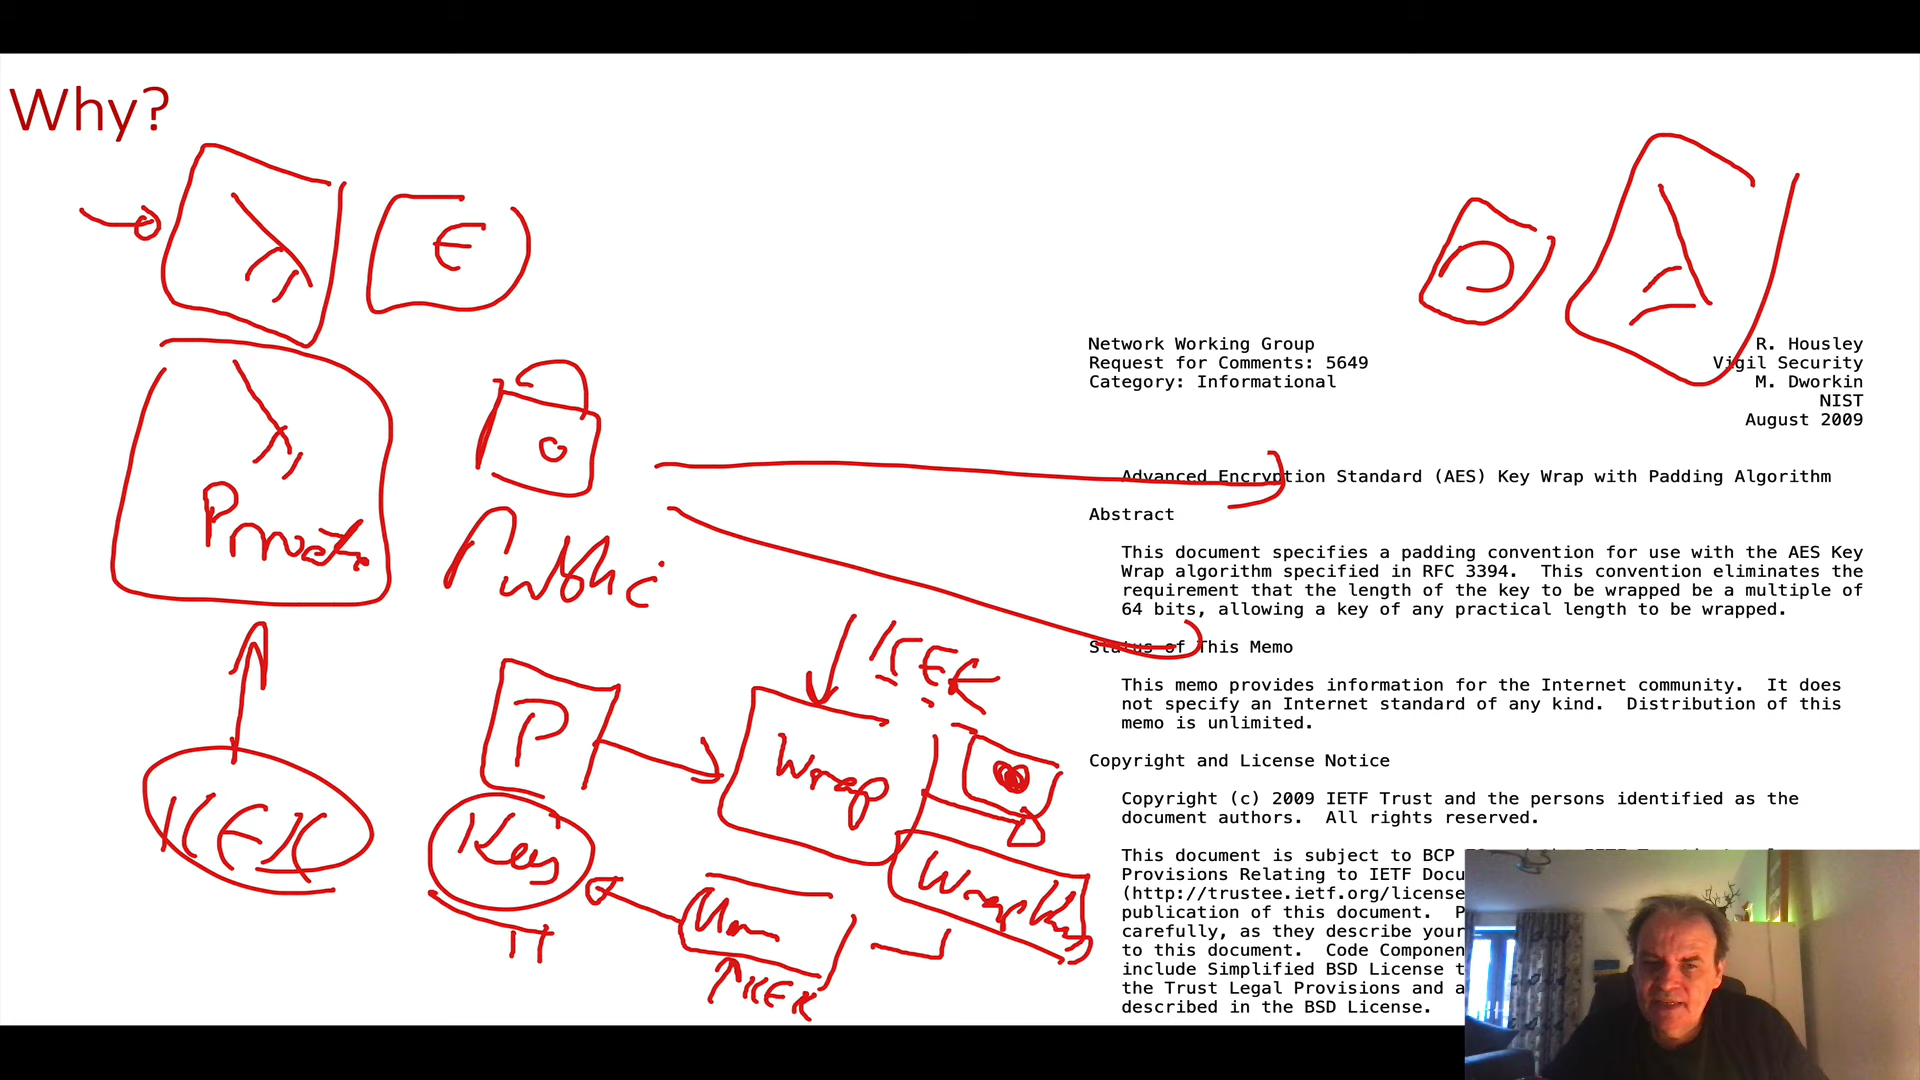 Why?
E
Private
Public
KEK
P
Wrap
KEK
Key
KEK
Network Working Group
Request for Comments: 5649
Category: Informational
R. Housley
Vigil Security
M. Dworkin
NIST
August 2009
Advanced Encryption Standard (AES) Key Wrap with Padding Algorithm
Abstract
This document specifies a padding convention for use with the AES Key
Wrap algorithm specified in RFC 3394.  This convention eliminates the
requirement that the length of the key to be wrapped be a multiple of
64 bits, allowing a key of any practical length to be wrapped.
Status of This Memo
This memo provides information for the Internet community.  It does
not specify an Internet standard of any kind.  Distribution of this
memo is unlimited.
Copyright and License Notice
Copyright (c) 2009 IETF Trust and the persons identified as the
document authors.  All rights reserved.
This document is subject to BCP
Provisions Relating to IETF Docu
(http://trustee.ietf.org/license
publication of this document.  P
carefully, as they describe your
to this document.  Code Componen
include Simplified BSD License t
the Trust Legal Provisions and a
described in the BSD License.